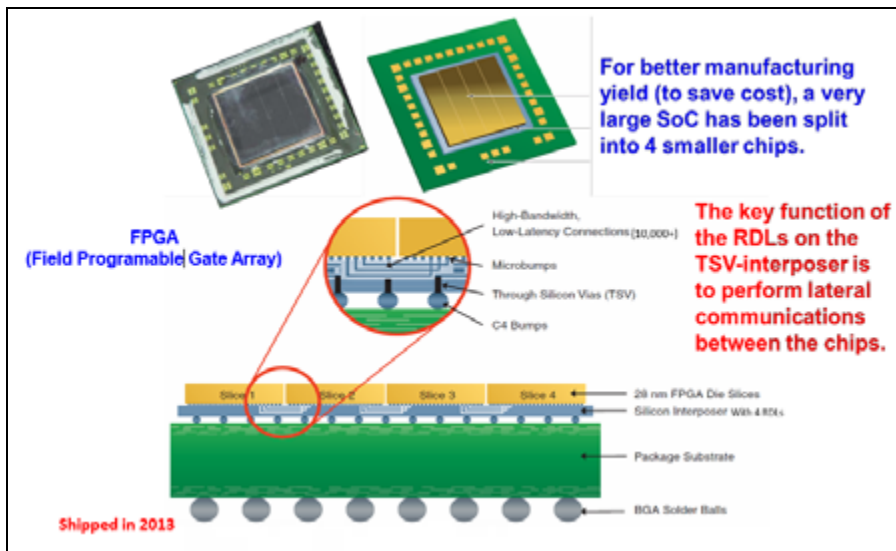 For better manufacturing
yield (to save cost), a very
large SoC has been split
into 4 smaller chips.
FPGA
(Field Programable Gate Array)
High-Bandwidth,
Low-Latency Connections (10,000+)
Microbumps
Through Silicon Vias (TSV)
C4 Bumps
The key function of
the RDLs on the
TSV-interposer is
to perform lateral
communications
between the chips.
Slice 1
Slice 2
Slice 3
Slice 4
28 nm FPGA Die Slices
Silicon Interposer With 4 RDLs
Package Substrate
BGA Solder Balls
Shipped in 2013